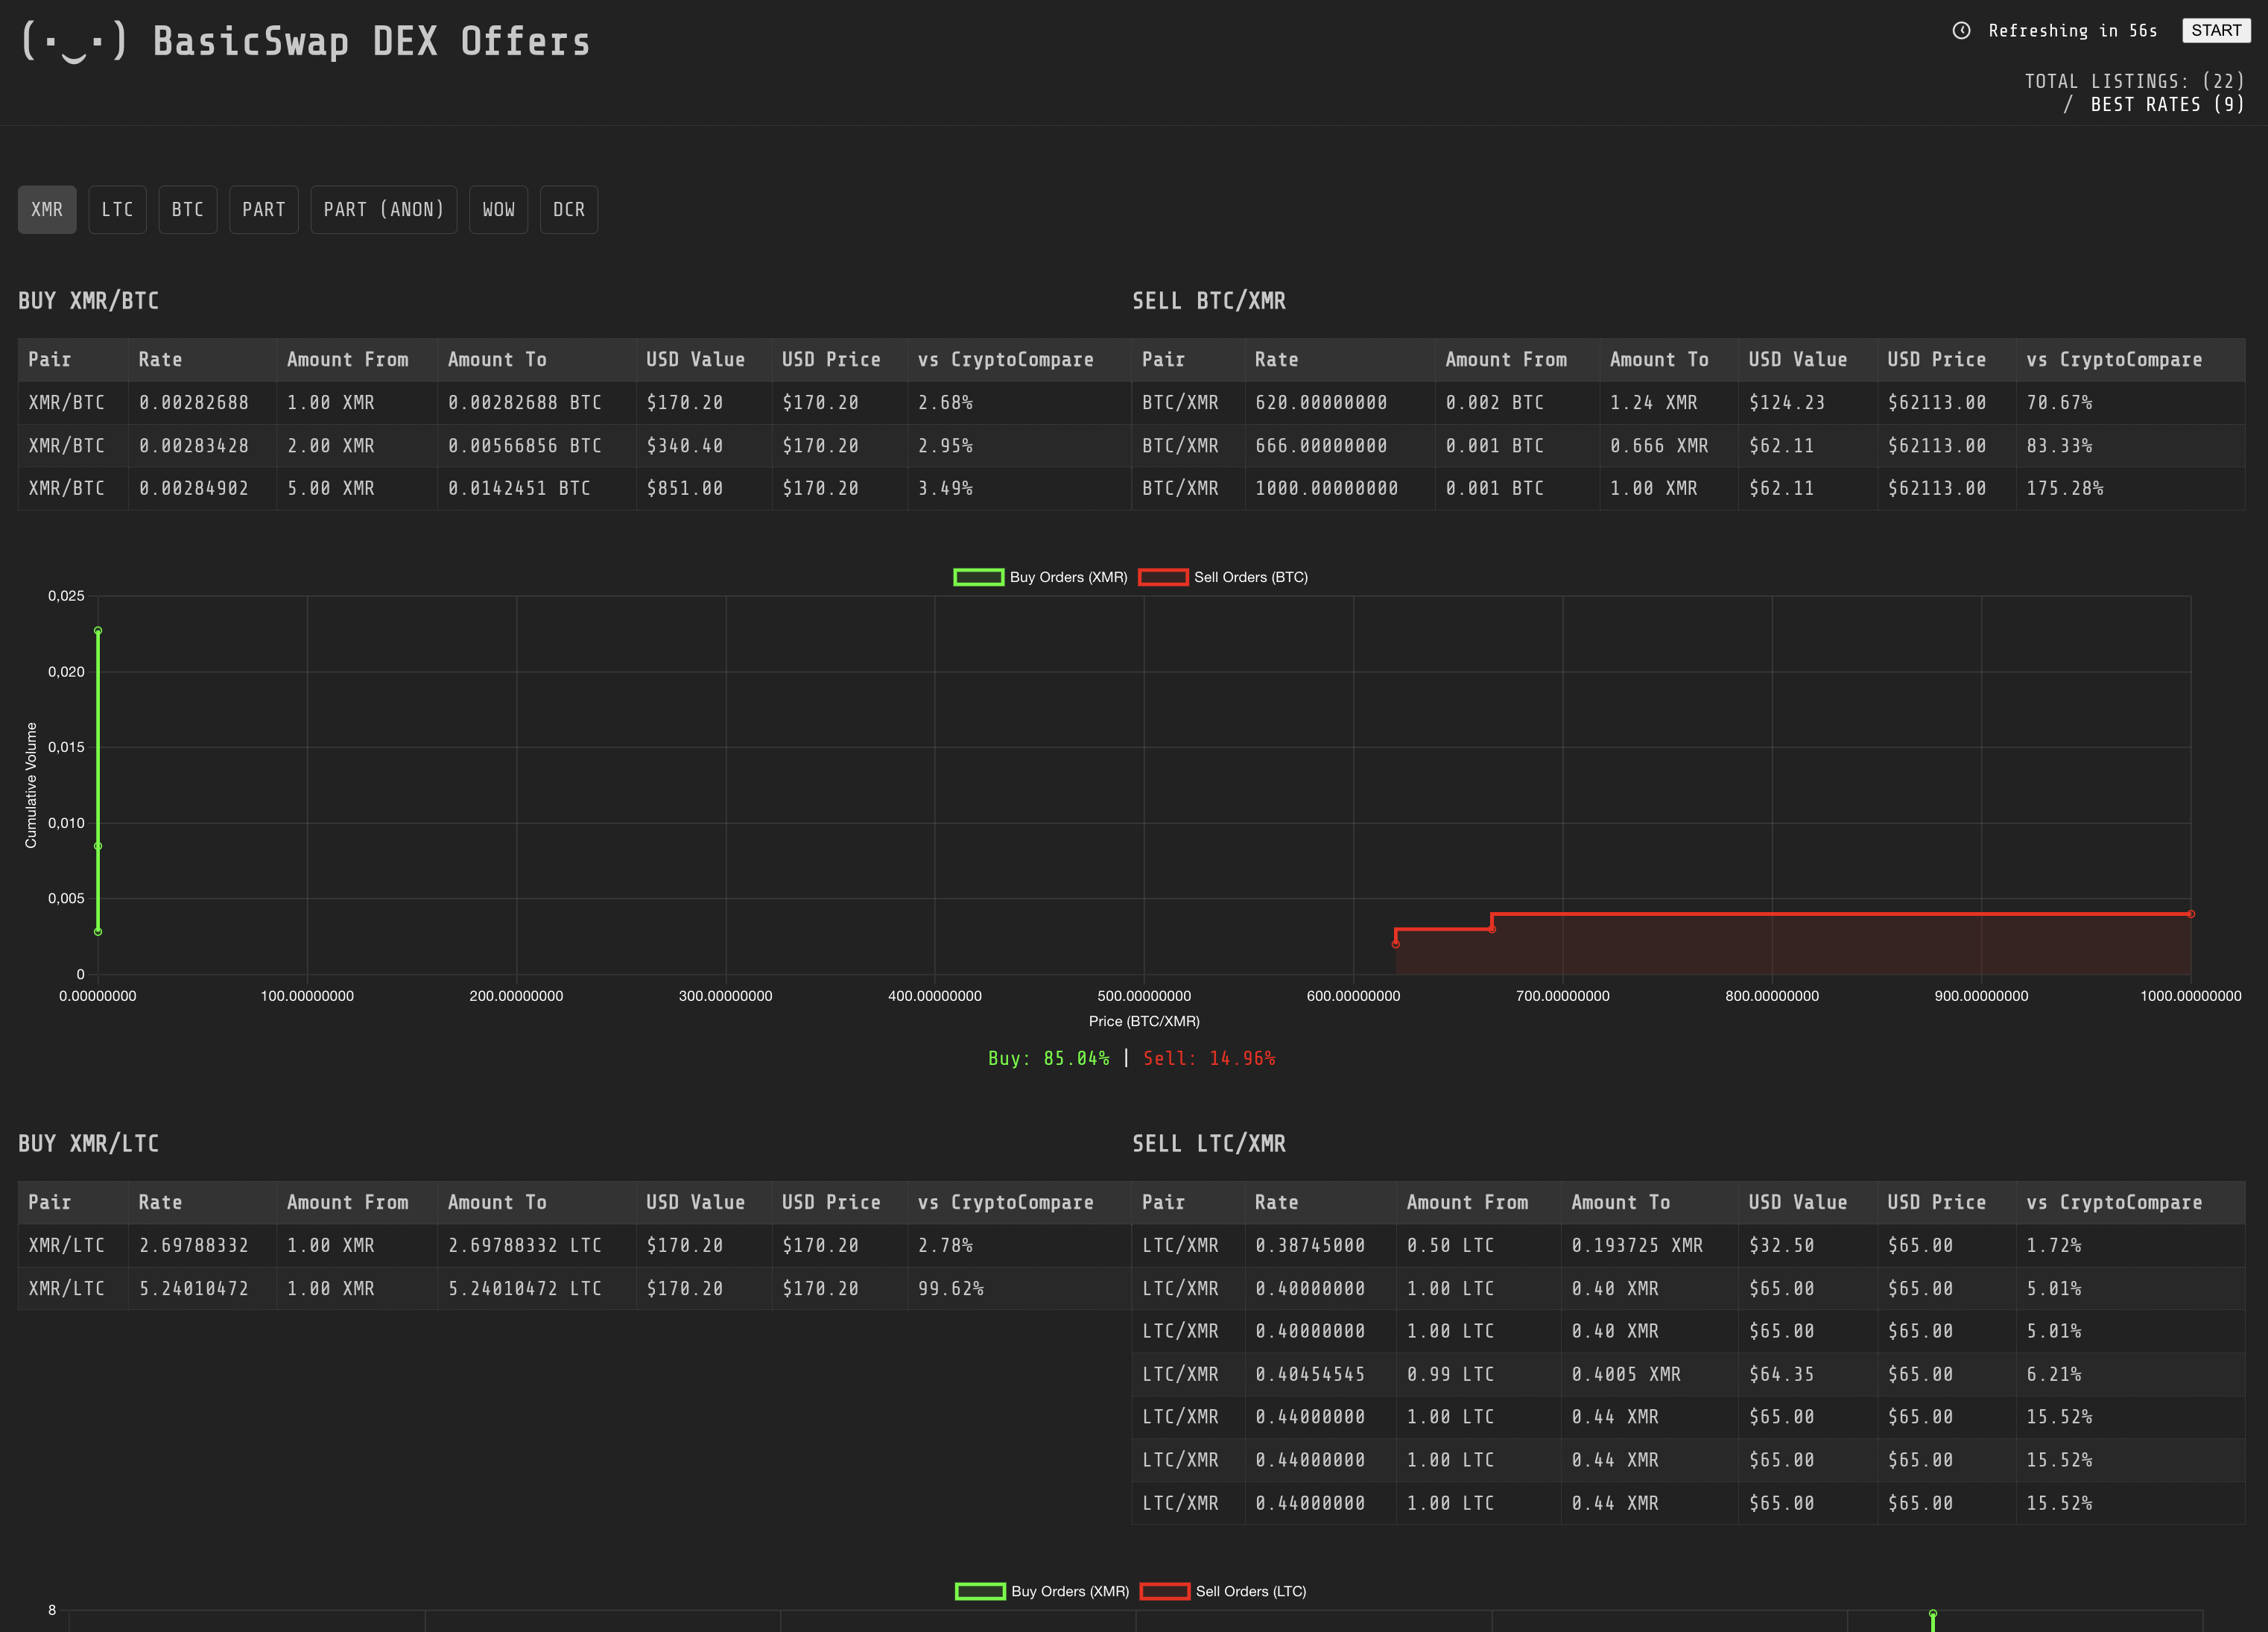 (·‿·) BasicSwap DEX Offers
Refreshing in 56s START
TOTAL LISTINGS: (22)
/ BEST RATES (9)
XMR LTC BTC PART PART (ANON) WOW DCR
BUY XMR/BTC
Pair Rate Amount From Amount To USD Value USD Price vs CryptoCompare
XMR/BTC 0.00282688 1.00 XMR 0.00282688 BTC $170.20 $170.20 2.68%
XMR/BTC 0.00283428 2.00 XMR 0.00566856 BTC $340.40 $170.20 2.95%
XMR/BTC 0.00284902 5.00 XMR 0.0142451 BTC $851.00 $170.20 3.49%
SELL BTC/XMR
Pair Rate Amount From Amount To USD Value USD Price vs CryptoCompare
BTC/XMR 620.00000000 0.002 BTC 1.24 XMR $124.23 $62113.00 70.67%
BTC/XMR 666.00000000 0.001 BTC 0.666 XMR $62.11 $62113.00 83.33%
BTC/XMR 1000.00000000 0.001 BTC 1.00 XMR $62.11 $62113.00 175.28%
Buy Orders (XMR) Sell Orders (BTC)
Cumulative Volume
0,025
0,020
0,015
0,010
0,005
0
0.00000000 100.00000000 200.00000000 300.00000000 400.00000000 500.00000000 600.00000000 700.00000000 800.00000000 900.00000000 1000.00000000
Price (BTC/XMR)
Buy: 85.04% | Sell: 14.96%
BUY XMR/LTC
Pair Rate Amount From Amount To USD Value USD Price vs CryptoCompare
XMR/LTC 2.69788332 1.00 XMR 2.69788332 LTC $170.20 $170.20 2.78%
XMR/LTC 5.24010472 1.00 XMR 5.24010472 LTC $170.20 $170.20 99.62%
SELL LTC/XMR
Pair Rate Amount From Amount To USD Value USD Price vs CryptoCompare
LTC/XMR 0.38745000 0.50 LTC 0.193725 XMR $32.50 $65.00 1.72%
LTC/XMR 0.40000000 1.00 LTC 0.40 XMR $65.00 $65.00 5.01%
LTC/XMR 0.40000000 1.00 LTC 0.40 XMR $65.00 $65.00 5.01%
LTC/XMR 0.40454545 0.99 LTC 0.4005 XMR $64.35 $65.00 6.21%
LTC/XMR 0.44000000 1.00 LTC 0.44 XMR $65.00 $65.00 15.52%
LTC/XMR 0.44000000 1.00 LTC 0.44 XMR $65.00 $65.00 15.52%
LTC/XMR 0.44000000 1.00 LTC 0.44 XMR $65.00 $65.00 15.52%
Buy Orders (XMR) Sell Orders (LTC)
8